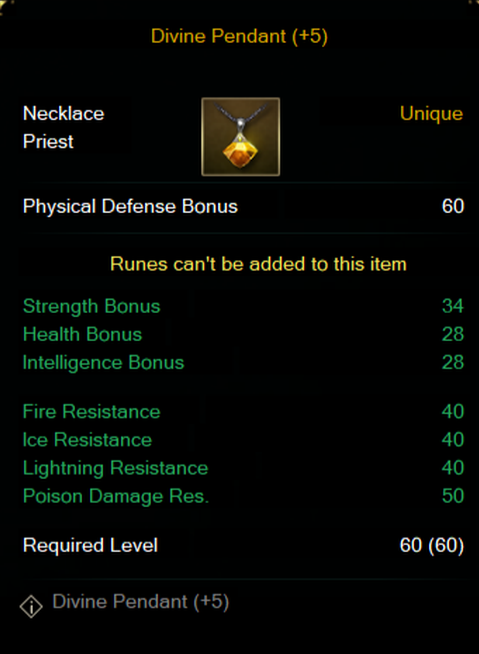 Divine Pendant (+5)
Necklace Unique
Priest
Physical Defense Bonus 60
Runes can't be added to this item
Strength Bonus 34
Health Bonus 28
Intelligence Bonus 28
Fire Resistance 40
Ice Resistance 40
Lightning Resistance 40
Poison Damage Res. 50
Required Level 60 (60)
Divine Pendant (+5)